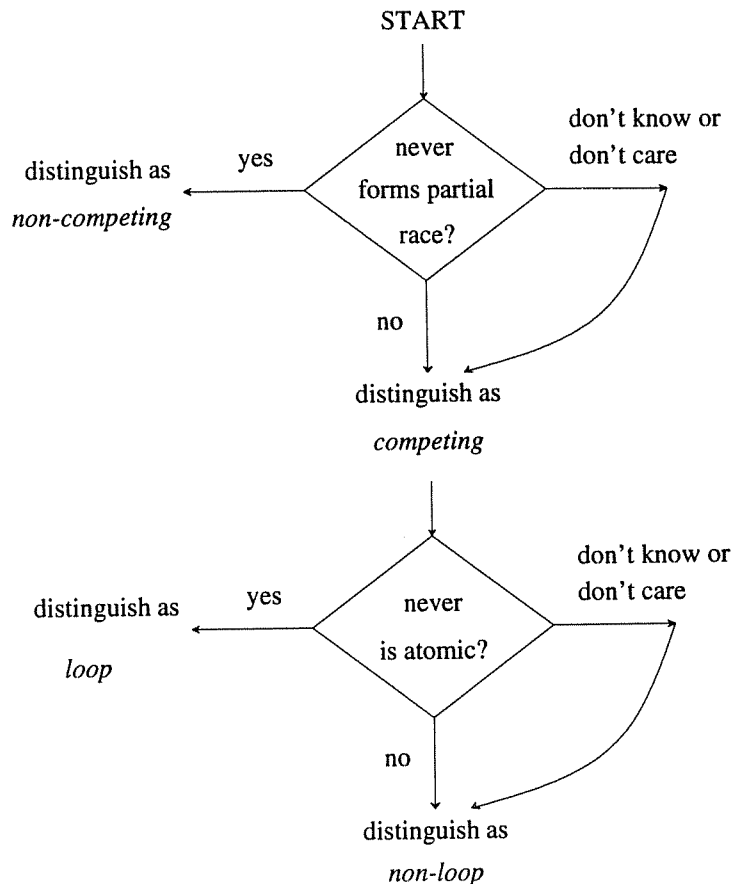 START
never
forms partial
race?
yes
distinguish as
non-competing
don't know or
don't care
no
distinguish as
competing
never
is atomic?
yes
distinguish as
loop
don't know or
don't care
no
distinguish as
non-loop